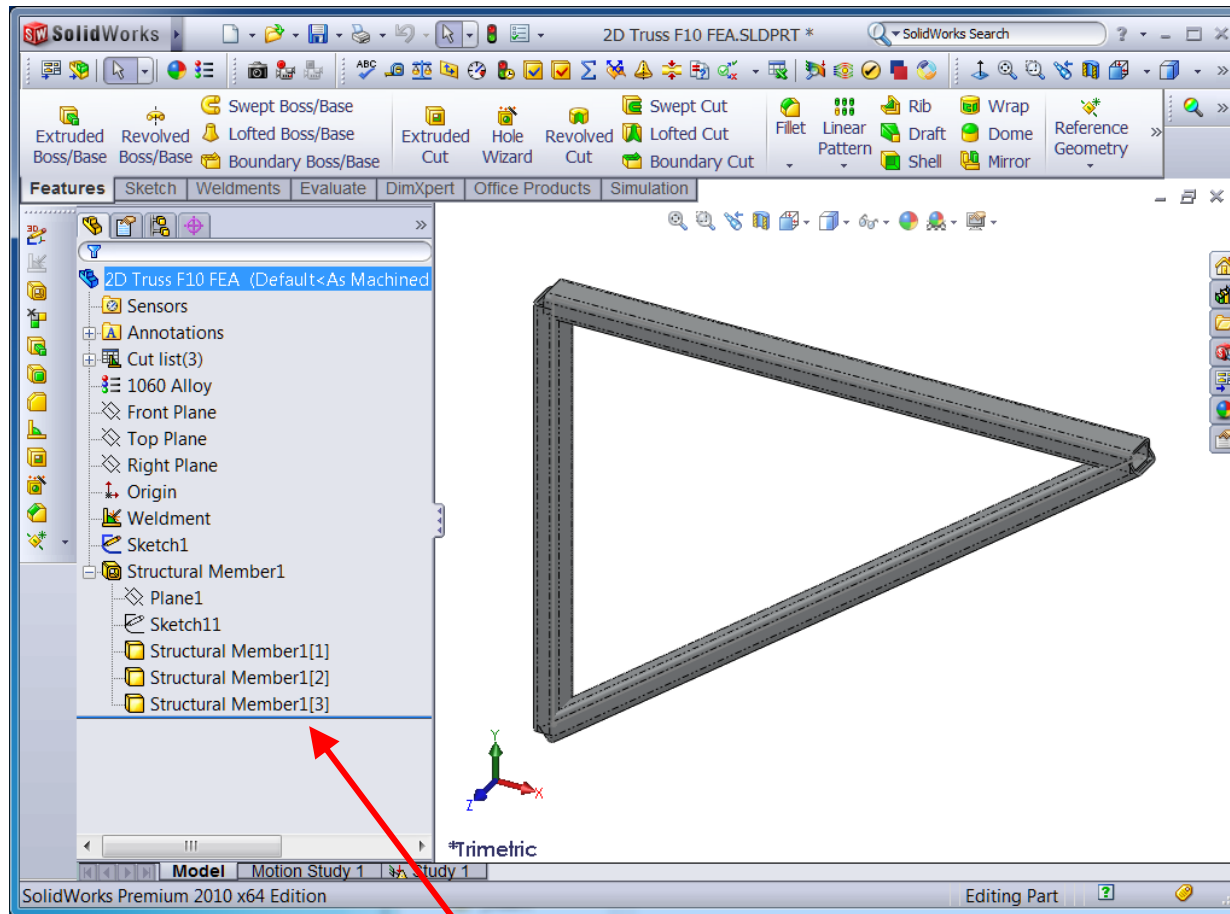 SW SolidWorks 2D Truss F10 FEA.SLDPRT * SolidWorks Search ?
ABC
Extruded Boss/Base
Revolved Boss/Base
Swept Boss/Base
Lofted Boss/Base
Boundary Boss/Base
Extruded Cut
Hole Wizard
Revolved Cut
Swept Cut
Lofted Cut
Boundary Cut
Fillet
Linear Pattern
Rib
Draft
Shell
Wrap
Dome
Mirror
Reference Geometry
Features Sketch Weldments Evaluate DimXpert Office Products Simulation
3D
2D Truss F10 FEA (Default<As Machined
Sensors
Annotations
Cut list(3)
1060 Alloy
Front Plane
Top Plane
Right Plane
Origin
Weldment
Sketch1
Structural Member1
Plane1
Sketch11
Structural Member1[1]
Structural Member1[2]
Structural Member1[3]
Y
X
Z
*Trimetric
Model Motion Study 1 Study 1
SolidWorks Premium 2010 x64 Edition Editing Part ?